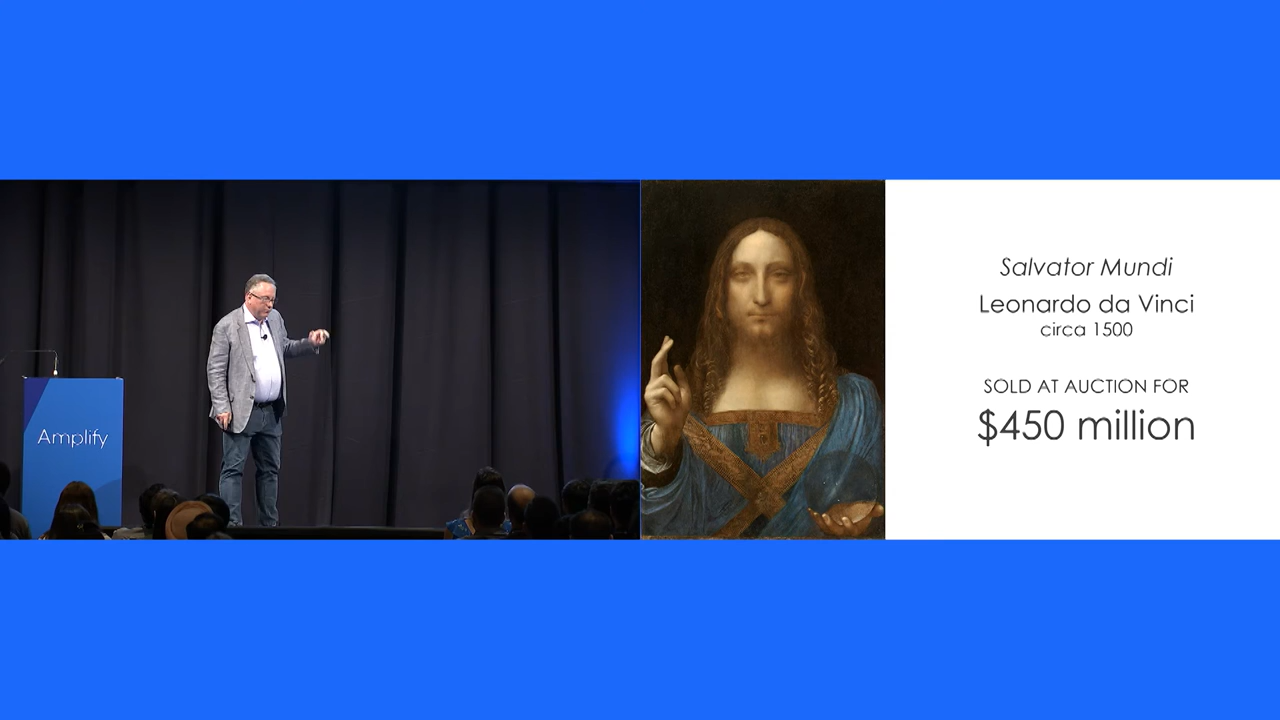 Amplify
Salvator Mundi
Leonardo da Vinci
circa 1500
SOLD AT AUCTION FOR
$450 million